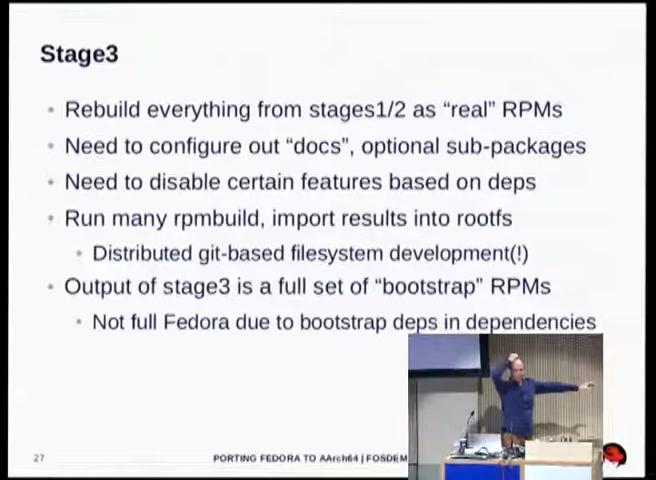 Stage3
Rebuild everything from stages1/2 as “real” RPMs
Need to configure out “docs”, optional sub-packages
Need to disable certain features based on deps
Run many rpmbuild, import results into rootfs
Distributed git-based filesystem development(!)
Output of stage3 is a full set of “bootstrap” RPMs
Not full Fedora due to bootstrap deps in dependencies
27
PORTING FEDORA TO AArch64 | FOSDEM